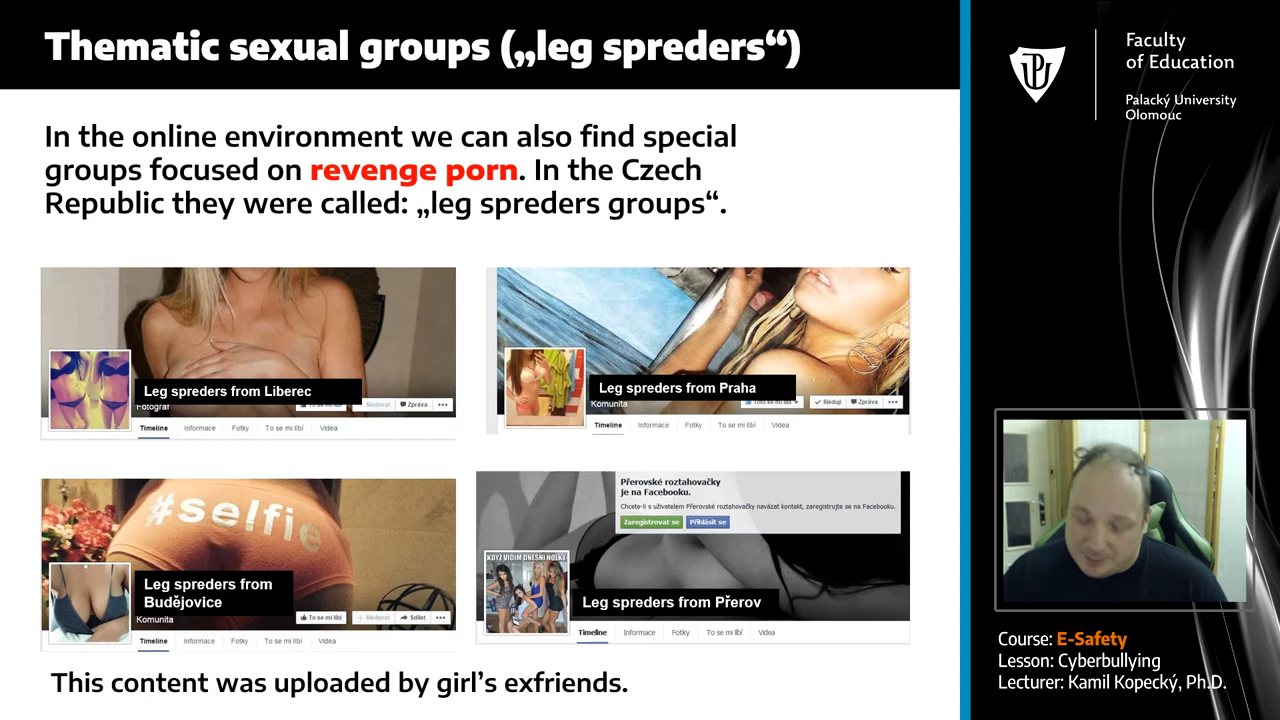 Thematic sexual groups („leg spreders“)
In the online environment we can also find special
groups focused on revenge porn. In the Czech
Republic they were called: „leg spreders groups“.
Leg spreders from Liberec
Fotograf
To se mi líbí Sledovat Zpráva
Timeline Informace Fotky To se mi líbí Videa
Leg spreders from Praha
Komunita
Toto se mi líbí Sleduji Zpráva
Timeline Informace Fotky To se mi líbí Videa
#selfie
Leg spreders from
Budějovice
Komunita
To se mi líbí Sledovat Sdílet
Timeline Informace Fotky To se mi líbí Videa
Přerovské roztahovačky
je na Facebooku.
Chcete-li s uživatelem Přerovské roztahovačky navázat kontakt, zaregistrujte se na Facebooku.
Zaregistrovat se Přihlásit se
KDYŽ VIDÍM DNEŠNÍ HOLKY
Leg spreders from Přerov
Timeline Informace Fotky To se mi líbí Videa
This content was uploaded by girl’s exfriends.
Faculty
of Education
Palacký University
Olomouc
Course: E-Safety
Lesson: Cyberbullying
Lecturer: Kamil Kopecký, Ph.D.